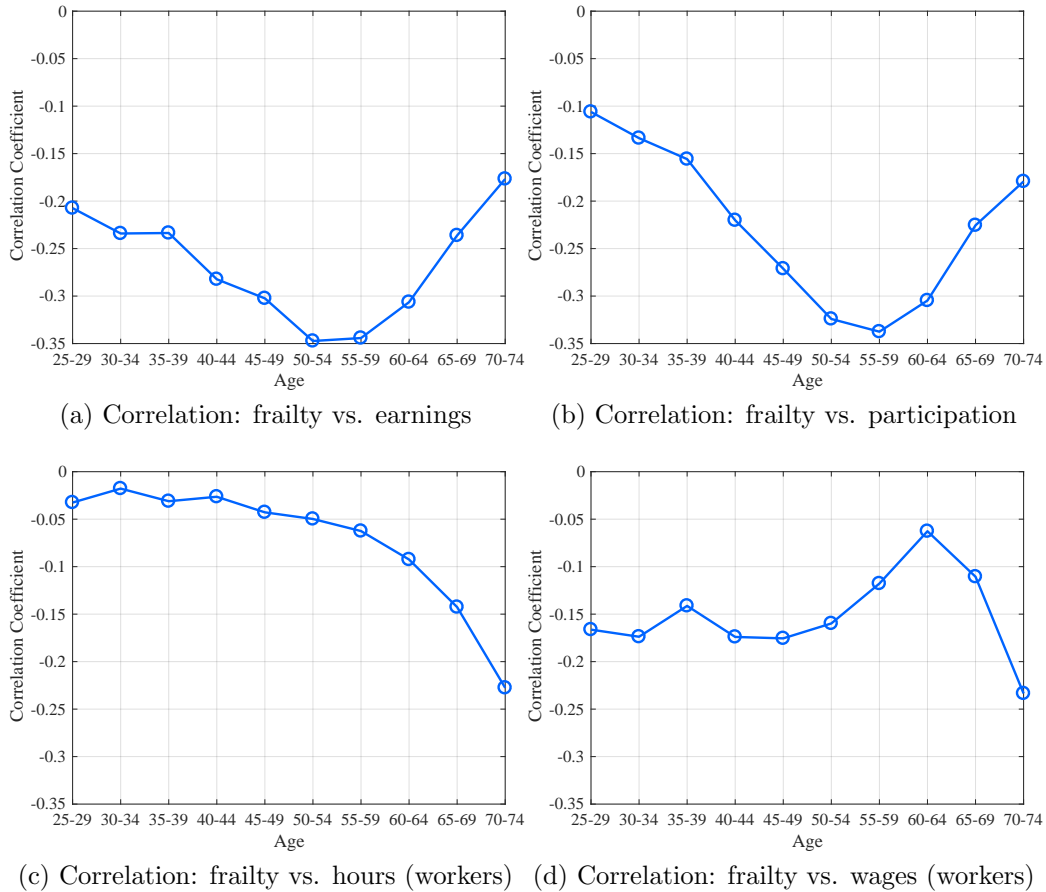 0
-0.05
-0.1
-0.15
-0.2
-0.25
-0.3
-0.35
Correlation Coefficient
25-29 30-34 35-39 40-44 45-49 50-54 55-59 60-64 65-69 70-74
Age
(a) Correlation: frailty vs. earnings
0
-0.05
-0.1
-0.15
-0.2
-0.25
-0.3
-0.35
Correlation Coefficient
25-29 30-34 35-39 40-44 45-49 50-54 55-59 60-64 65-69 70-74
Age
(b) Correlation: frailty vs. participation
0
-0.05
-0.1
-0.15
-0.2
-0.25
-0.3
-0.35
Correlation Coefficient
25-29 30-34 35-39 40-44 45-49 50-54 55-59 60-64 65-69 70-74
Age
(c) Correlation: frailty vs. hours (workers)
0
-0.05
-0.1
-0.15
-0.2
-0.25
-0.3
-0.35
Correlation Coefficient
25-29 30-34 35-39 40-44 45-49 50-54 55-59 60-64 65-69 70-74
Age
(d) Correlation: frailty vs. wages (workers)